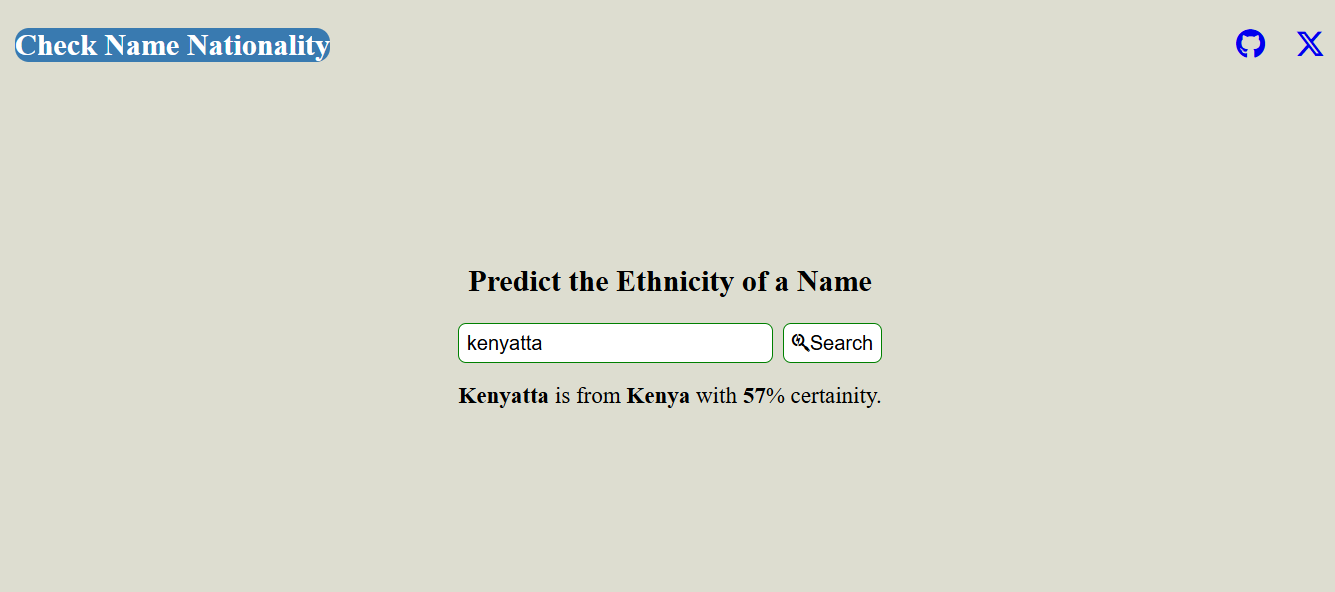 Check Name Nationality
Predict the Ethnicity of a Name
kenyatta
Search
Kenyatta is from Kenya with 57% certainity.